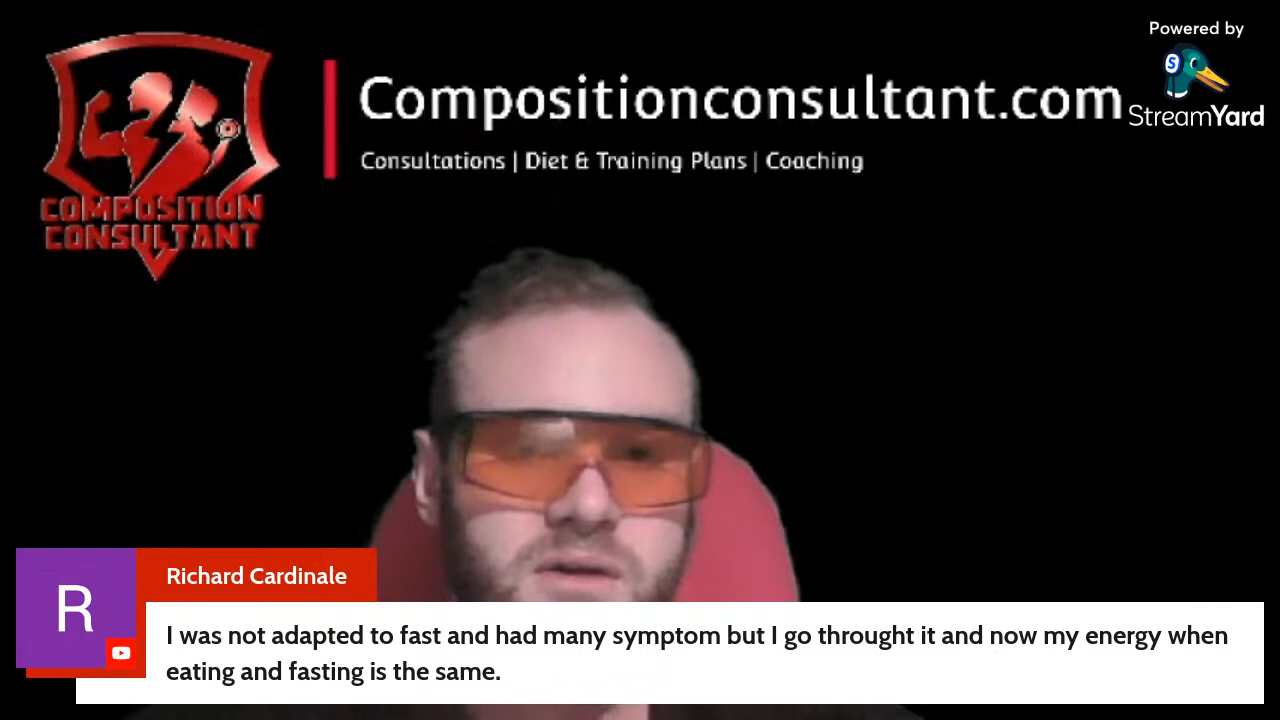 Powered by
StreamYard
Compositionconsultant.com
Consultations | Diet & Training Plans | Coaching
COMPOSITION
CONSULTANT
R
Richard Cardinale
I was not adapted to fast and had many symptom but I go throught it and now my energy when
eating and fasting is the same.